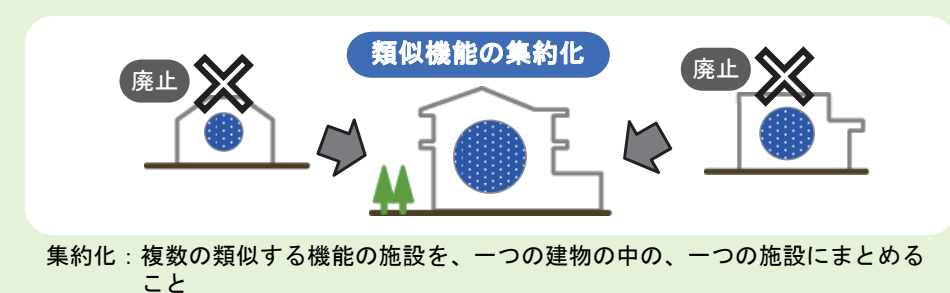 類似機能の集約化
廃止
廃止
集約化：複数の類似する機能の施設を、一つの建物の中の、一つの施設にまとめる
こと